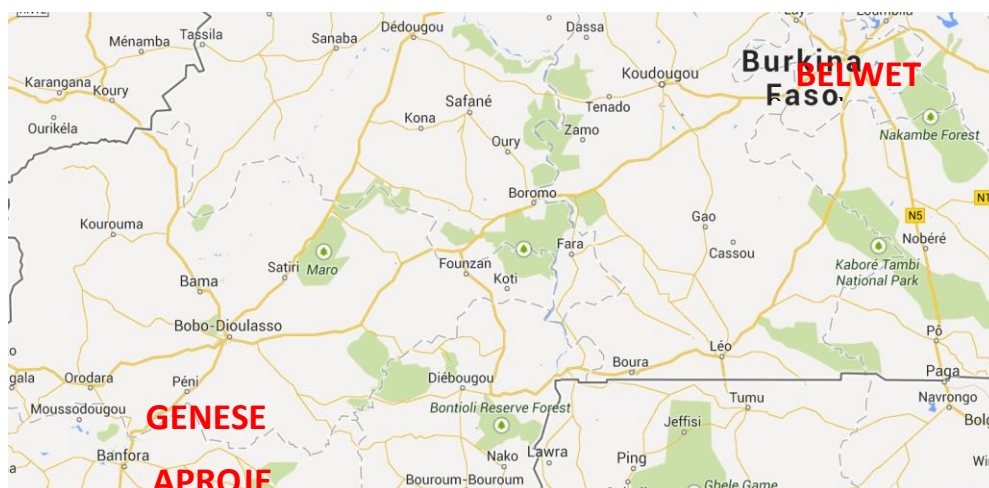 Tassila
Ménamba
Sanaba
Dédougou
Dassa
Karangana
Koury
Ourikéla
Safané
Kona
Oury
Tenado
Zamo
Koudougou
Burkina
Faso
BELWET
Nakambe Forest
Boromo
Gao
Cassou
N5
Nobéré
Kaboré Tambi
National Park
Kourouma
Bama
Satiri
Maro
Founzan
Koti
Fara
Bobo-Dioulasso
Orodara
Péni
Moussodougou
Banfora
GENESE
APROJE
Diébougou
Bontioli Reserve Forest
Nako
Bouroum-Bouroum
Lawra
Boura
Léo
Pô
Paga
Navrongo
Tumu
Jeffisi
Ping
Ghele Game